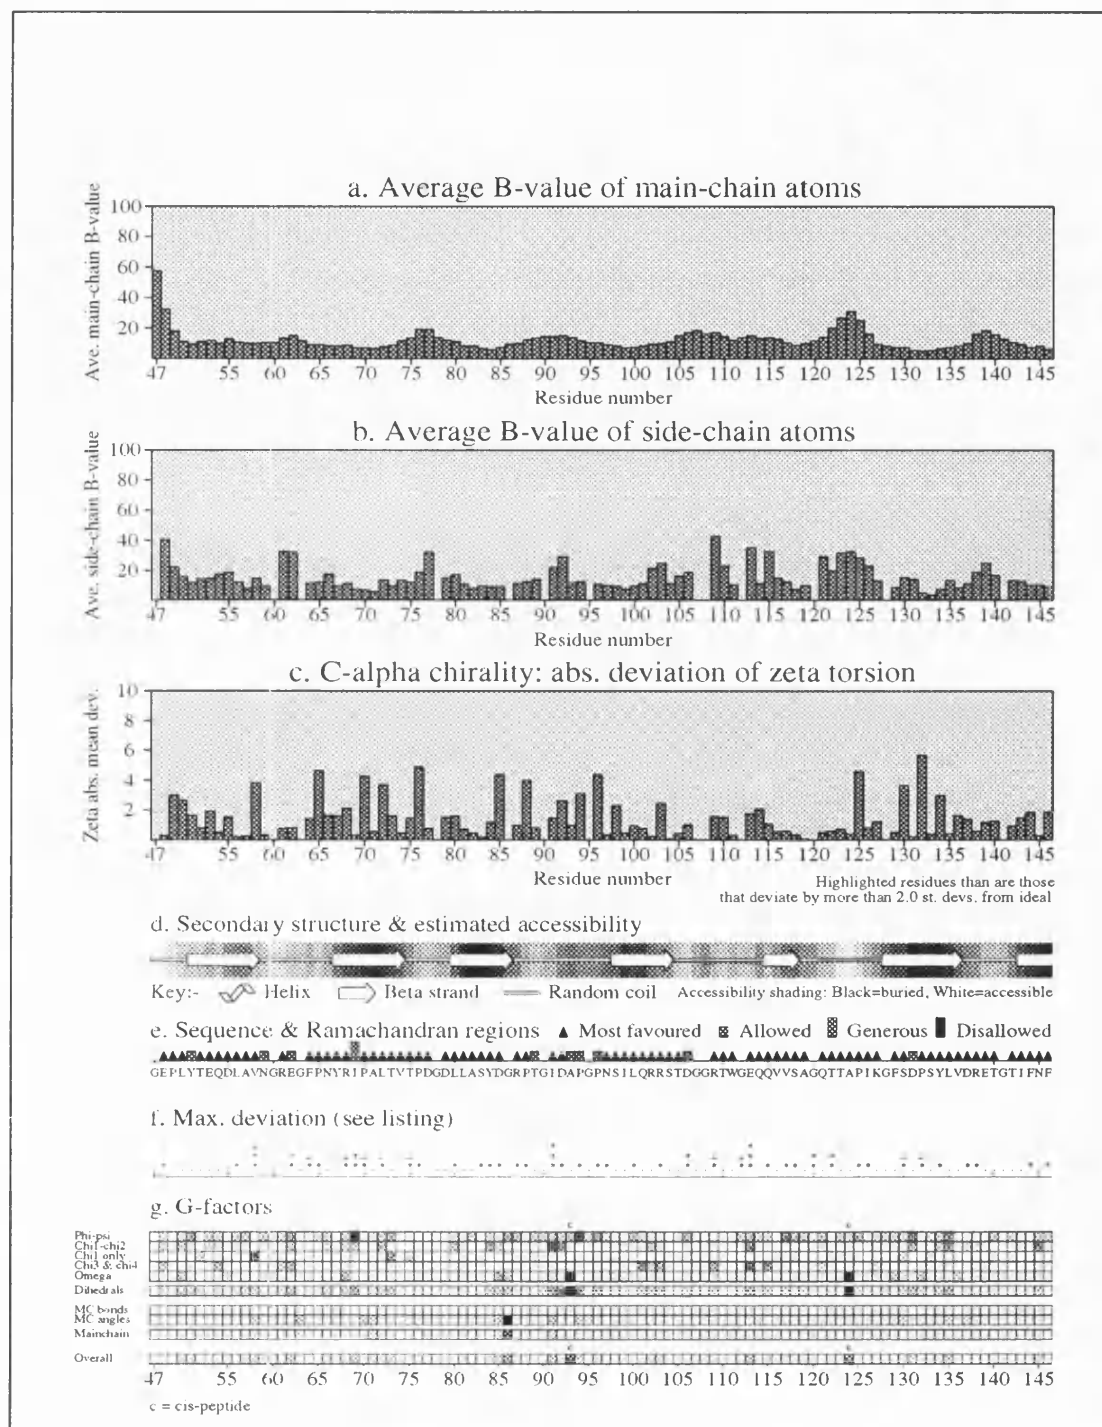 a. Average B-value of main-chain atoms
Ave. main-chain B-value
100
80
60
40
20
47 55 60 65 70 75 80 85 90 95 100 105 110 115 120 125 130 135 140 145
Residue number
b. Average B-value of side-chain atoms
Ave. side-chain B-value
100
80
60
40
20
47 55 60 65 70 75 80 85 90 95 100 105 110 115 120 125 130 135 140 145
Residue number
c. C-alpha chirality: abs. deviation of zeta torsion
Zeta abs. mean dev.
10
8
6
4
2
47 55 60 65 70 75 80 85 90 95 100 105 110 115 120 125 130 135 140 145
Residue number
Highlighted residues than are those
that deviate by more than 2.0 st. devs. from ideal
d. Secondary structure & estimated accessibility
Key:- Helix Beta strand Random coil Accessibility shading: Black=buried, White=accessible
e. Sequence & Ramachandran regions Most favoured Allowed Generous Disallowed
GEPLYTEQDLAVNGREGFPNYRIPALTVTPDGDLLASYDGRPTGIDAPGPNSILQRRSTDGGRTWGEQQVVSAGQTTAPIKGFSDPSYLVDRETGTIFNF
f. Max. deviation (see listing)
g. G-factors
c c
Phi-psi
Chi1-chi2
Chi1 only
Chi3 & chi4
Omega
Dihedrals
MC bonds
MC angles
Mainchain
c c
Overall
47 55 60 65 70 75 80 85 90 95 100 105 110 115 120 125 130 135 140 145
c = cis-peptide